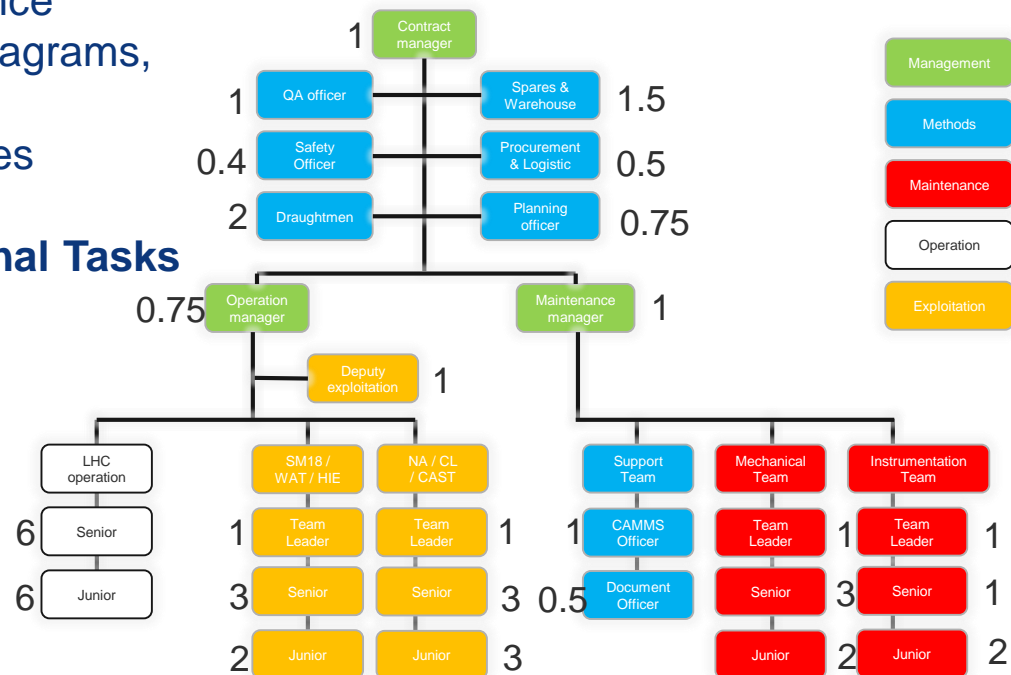 nce
iagrams,
es
nal Tasks
1
Contract
manager
1
QA officer
Spares &
Warehouse
1.5
0.4
Safety
Officer
Procurement
& Logistic
0.5
2
Draughtmen
Planning
officer
0.75
0.75
Operation
manager
Maintenance
manager
1
Deputy
exploitation
1
LHC
operation
6
Senior
6
Junior
SM18 /
WAT / HIE
1
Team
Leader
3
Senior
2
Junior
NA / CL
/ CAST
Team
Leader
1
Senior
3
Junior
3
Support
Team
1
CAMMS
Officer
0.5
Document
Officer
Mechanical
Team
Team
Leader
1
Senior
3
Junior
2
Instrumentation
Team
Team
Leader
1
Senior
1
Junior
2
Management
Methods
Maintenance
Operation
Exploitation